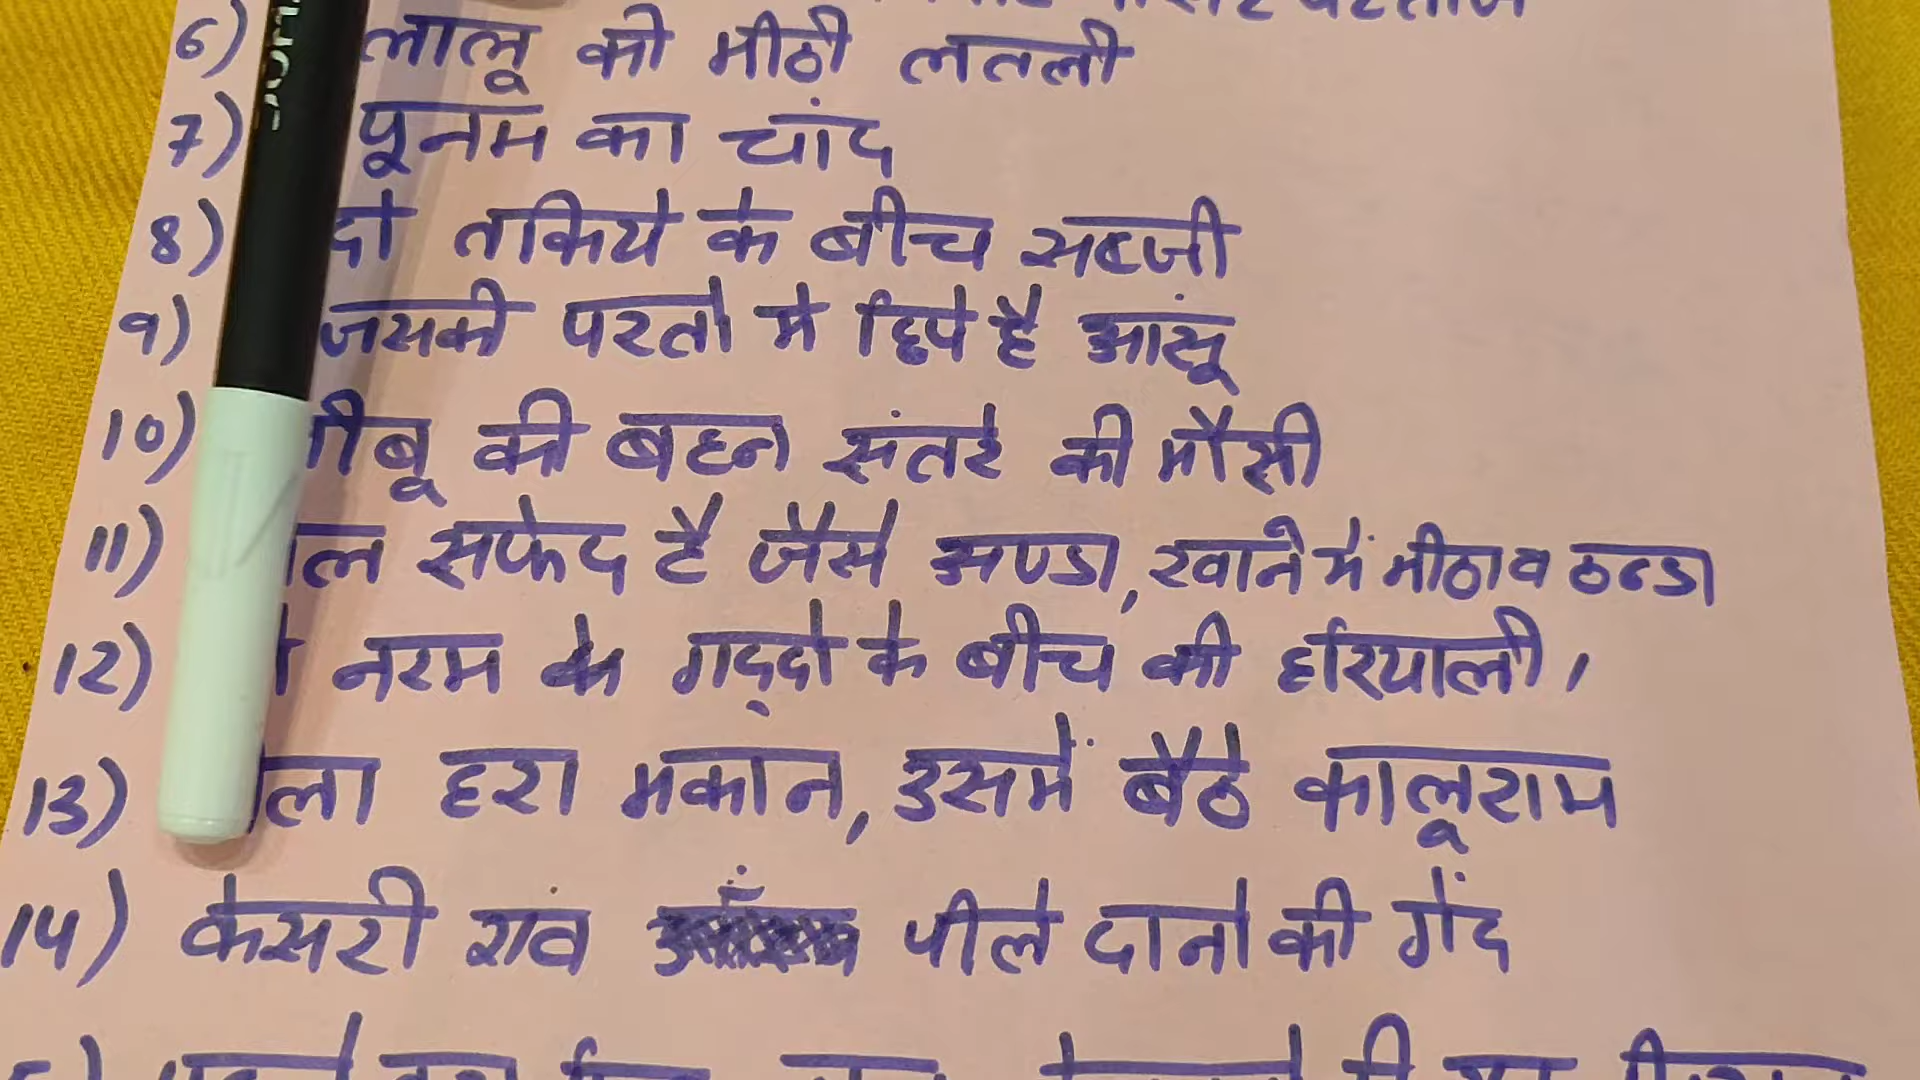 6) लालू की मीठी लतली
7) पूनम का चांद
8) दो तकिये के बीच सब्जी
9) जिसकी परतो मे छिपे है आंसू
10) की बहन संतरे की मौसी
11) सफेद है जैसे अण्डा, खाने में मीठा व ठन्डा
12) नरम के गद्दो के बीच की हरियाली,
13) हरा मकान, उसमें बैठे कालूराम
14) केसरी रांव पीले दानो की गेंद